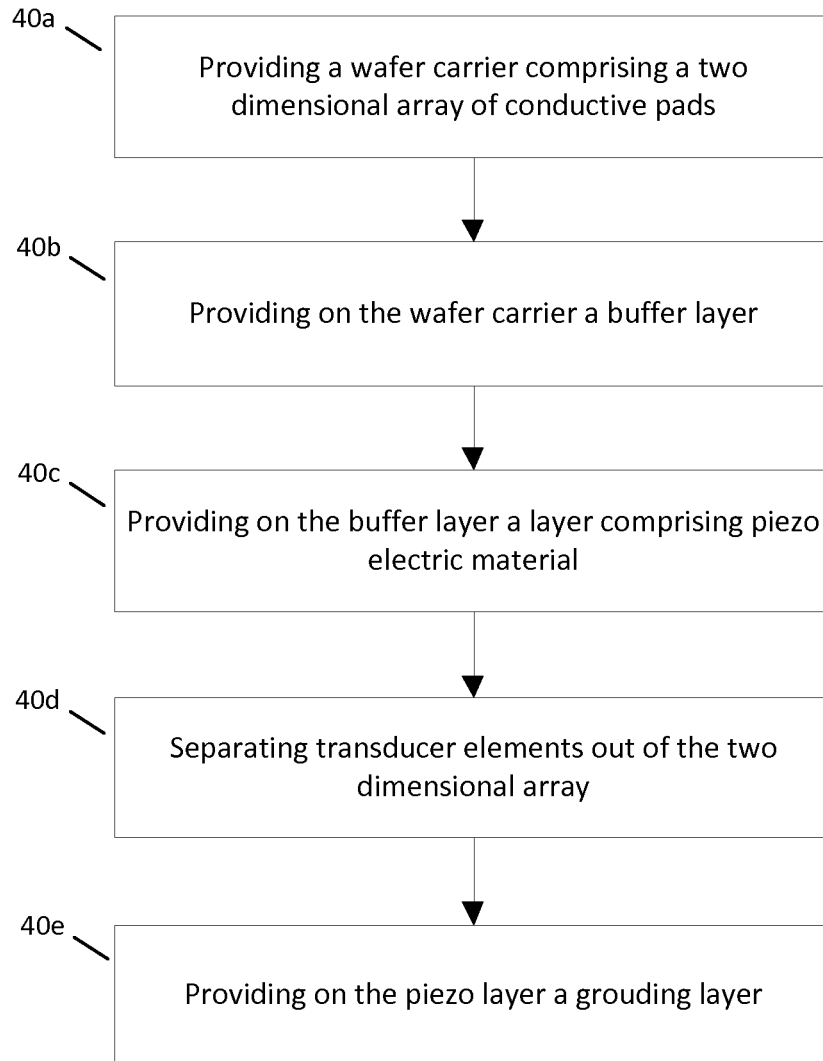 40a
Providing a wafer carrier comprising a two
dimensional array of conductive pads
40b
Providing on the wafer carrier a buffer layer
40c
Providing on the buffer layer a layer comprising piezo
electric material
40d
Separating transducer elements out of the two
dimensional array
40e
Providing on the piezo layer a grouding layer